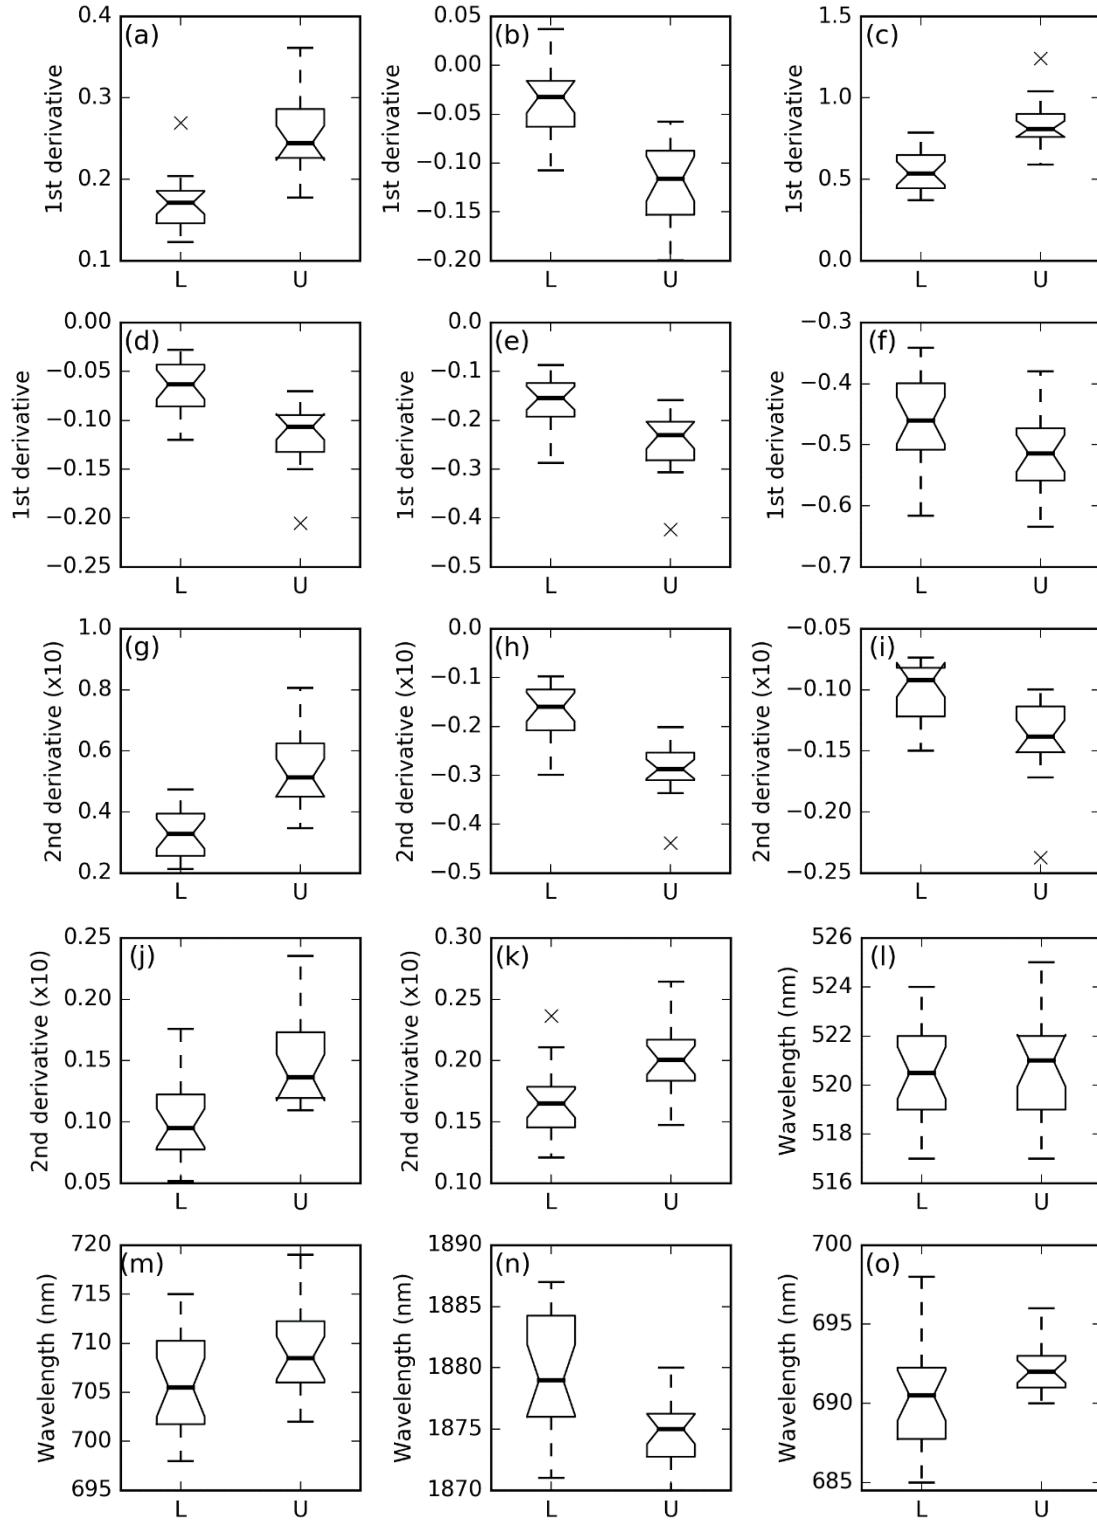 (a)
1st derivative
0.4
0.3
0.2
0.1
L U
(b)
1st derivative
0.05
0.00
−0.05
−0.10
−0.15
−0.20
L U
(c)
1st derivative
1.5
1.0
0.5
0.0
L U
(d)
1st derivative
0.00
−0.05
−0.10
−0.15
−0.20
−0.25
L U
(e)
1st derivative
0.0
−0.1
−0.2
−0.3
−0.4
−0.5
L U
(f)
1st derivative
−0.3
−0.4
−0.5
−0.6
−0.7
L U
(g)
2nd derivative (x10)
1.0
0.8
0.6
0.4
0.2
L U
(h)
2nd derivative (x10)
0.0
−0.1
−0.2
−0.3
−0.4
−0.5
L U
(i)
2nd derivative (x10)
−0.05
−0.10
−0.15
−0.20
−0.25
L U
(j)
2nd derivative (x10)
0.25
0.20
0.15
0.10
0.05
L U
(k)
2nd derivative (x10)
0.30
0.25
0.20
0.15
0.10
L U
(l)
Wavelength (nm)
526
524
522
520
518
516
L U
(m)
Wavelength (nm)
720
715
710
705
700
695
L U
(n)
Wavelength (nm)
1890
1885
1880
1875
1870
L U
(o)
Wavelength (nm)
700
695
690
685
L U